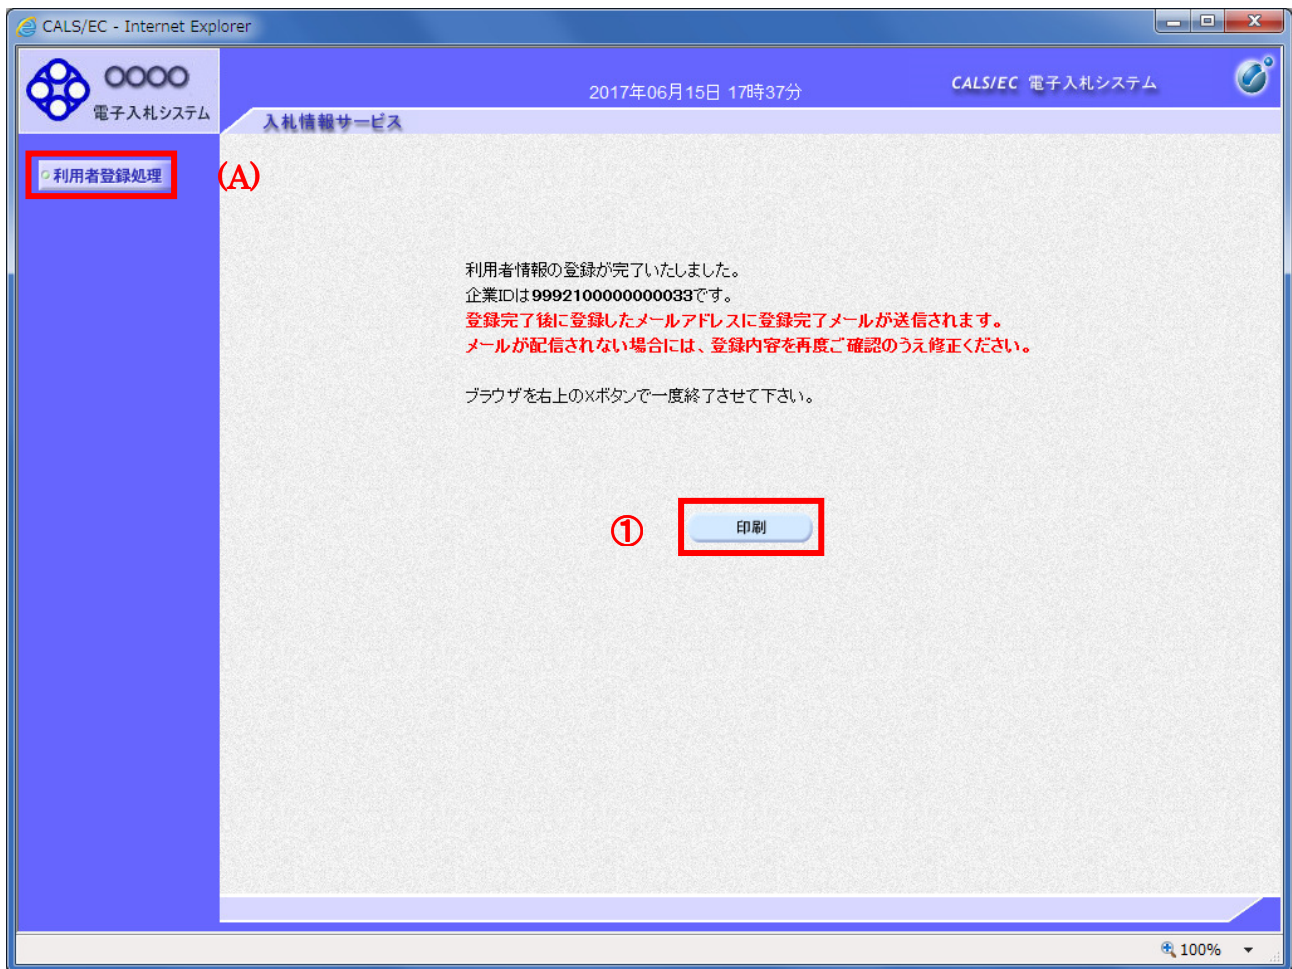 CALS/EC - Internet Explorer
○○○○
電子入札システム
2017年06月15日 17時37分
CALS/EC 電子入札システム
入札情報サービス
利用者登録処理
(A)
利用者情報の登録が完了いたしました。
企業IDは9992100000000033です。
登録完了後に登録したメールアドレスに登録完了メールが送信されます。
メールが配信されない場合には、登録内容を再度ご確認のうえ修正ください。
ブラウザを右上の×ボタンで一度終了させて下さい。
①
印刷
100%